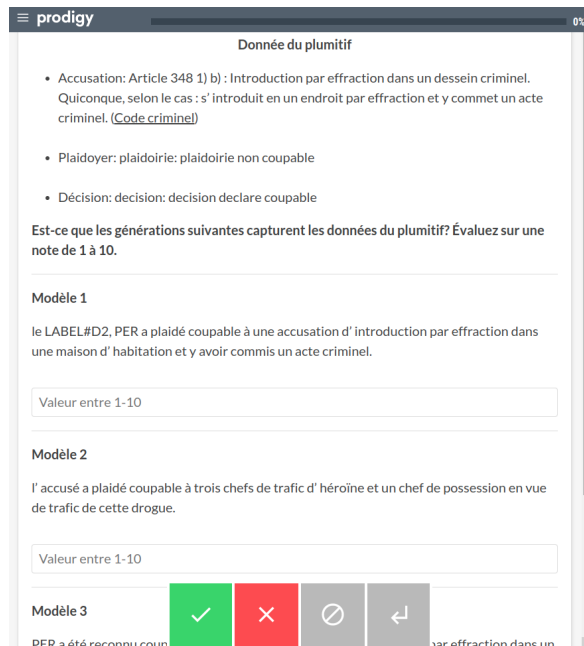 prodigy
0%
Donnée du plumitif
• Accusation: Article 348 1) b) : Introduction par effraction dans un dessein criminel.
Quiconque, selon le cas : s’ introduit en un endroit par effraction et y commet un acte
criminel. (Code criminel)
• Plaidoyer: plaidoirie: plaidoirie non coupable
• Décision: decision: decision declare coupable
Est-ce que les générations suivantes capturent les données du plumitif? Évaluez sur une
note de 1 à 10.
Modèle 1
le LABEL#D2, PER a plaidé coupable à une accusation d’ introduction par effraction dans
une maison d’ habitation et y avoir commis un acte criminel.
Valeur entre 1-10
Modèle 2
l’ accusé a plaidé coupable à trois chefs de trafic d’ héroïne et un chef de possession en vue
de trafic de cette drogue.
Valeur entre 1-10
Modèle 3
PER a été reconnu par effraction dans un